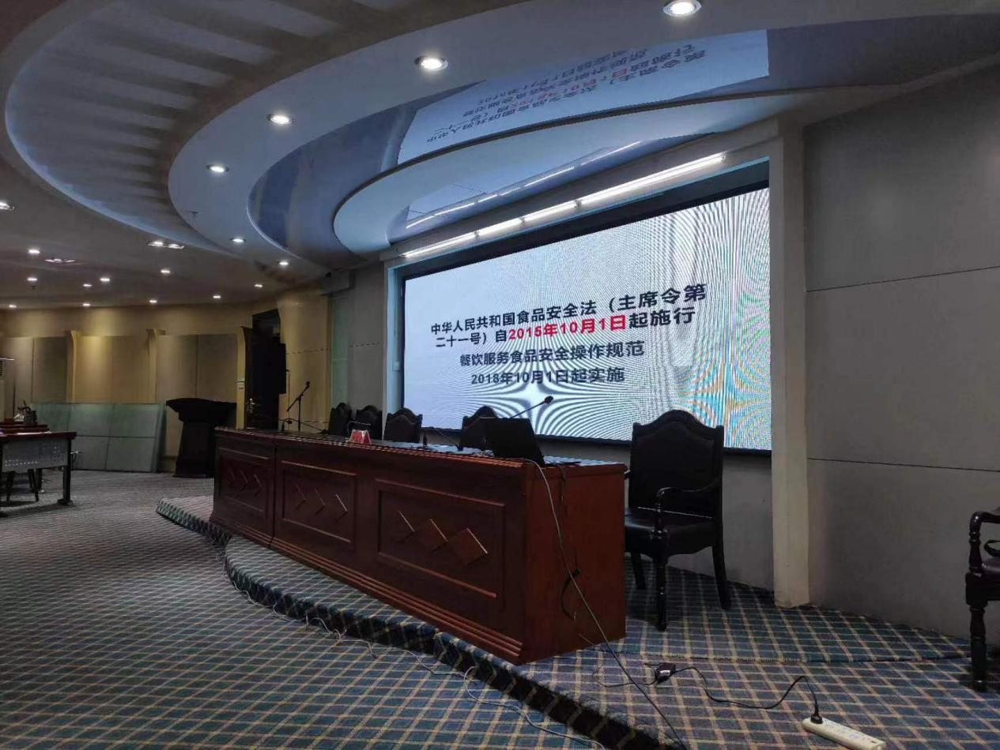 中华人民共和国食品安全法（主席令第
二十一号）自2015年10月1日起施行
餐饮服务食品安全操作规范
2018年10月1日起实施